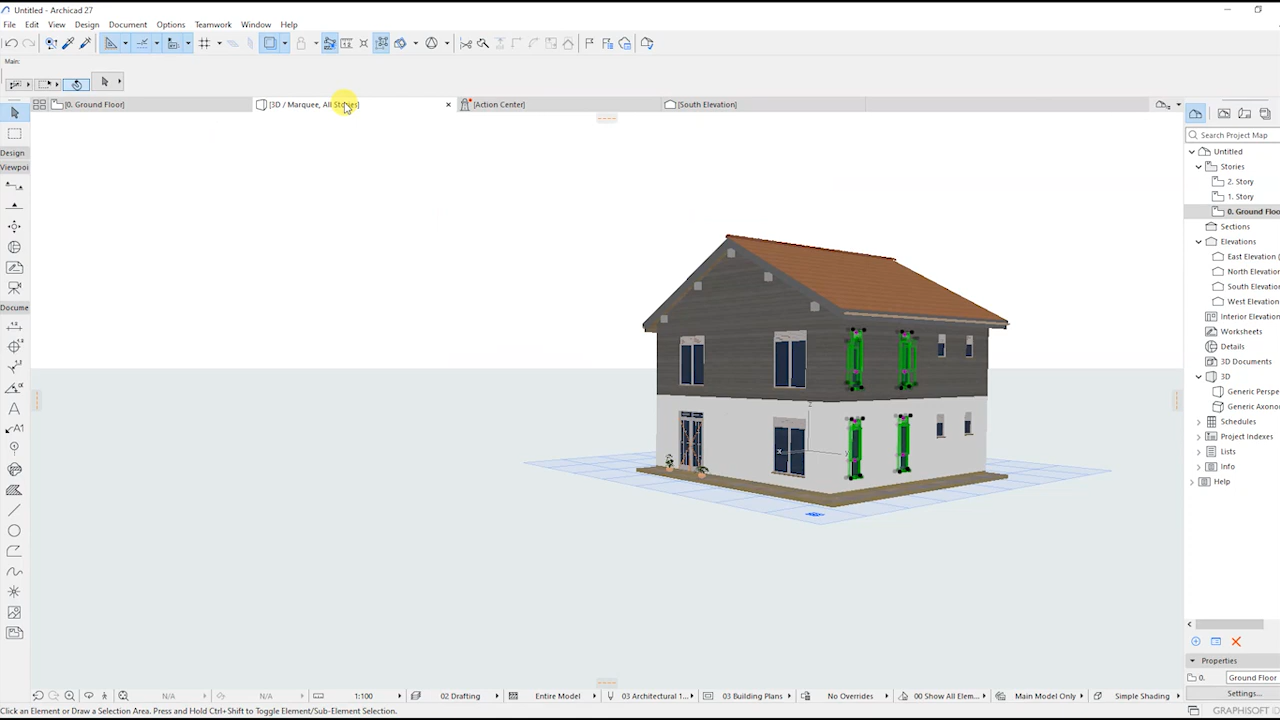 Untitled - Archicad 27
File Edit View Design Document Options Teamwork Window Help
Main:
[0. Ground Floor]
[3D / Marquee, All Stories]
[Action Center]
[South Elevation]
Search Project Map
Design
Viewpoi
Docume
Untitled
Stories
2. Story
1. Story
0. Ground Floo
Sections
Elevations
East Elevation (
North Elevation
South Elevation
West Elevation
Interior Elevation
Worksheets
Details
3D Documents
3D
Generic Perspe
Generic Axono
Schedules
Project Indexes
Lists
Info
Help
Properties
0. Ground Floor
Settings...
N/A N/A 1:100 02 Drafting Entire Model 03 Architectural 1... 03 Building Plans No Overrides 00 Show All Elem... Main Model Only Simple Shading
Click an Element or Draw a Selection Area. Press and Hold Ctrl+Shift to Toggle Element/Sub-Element Selection.
GRAPHISOFT ID